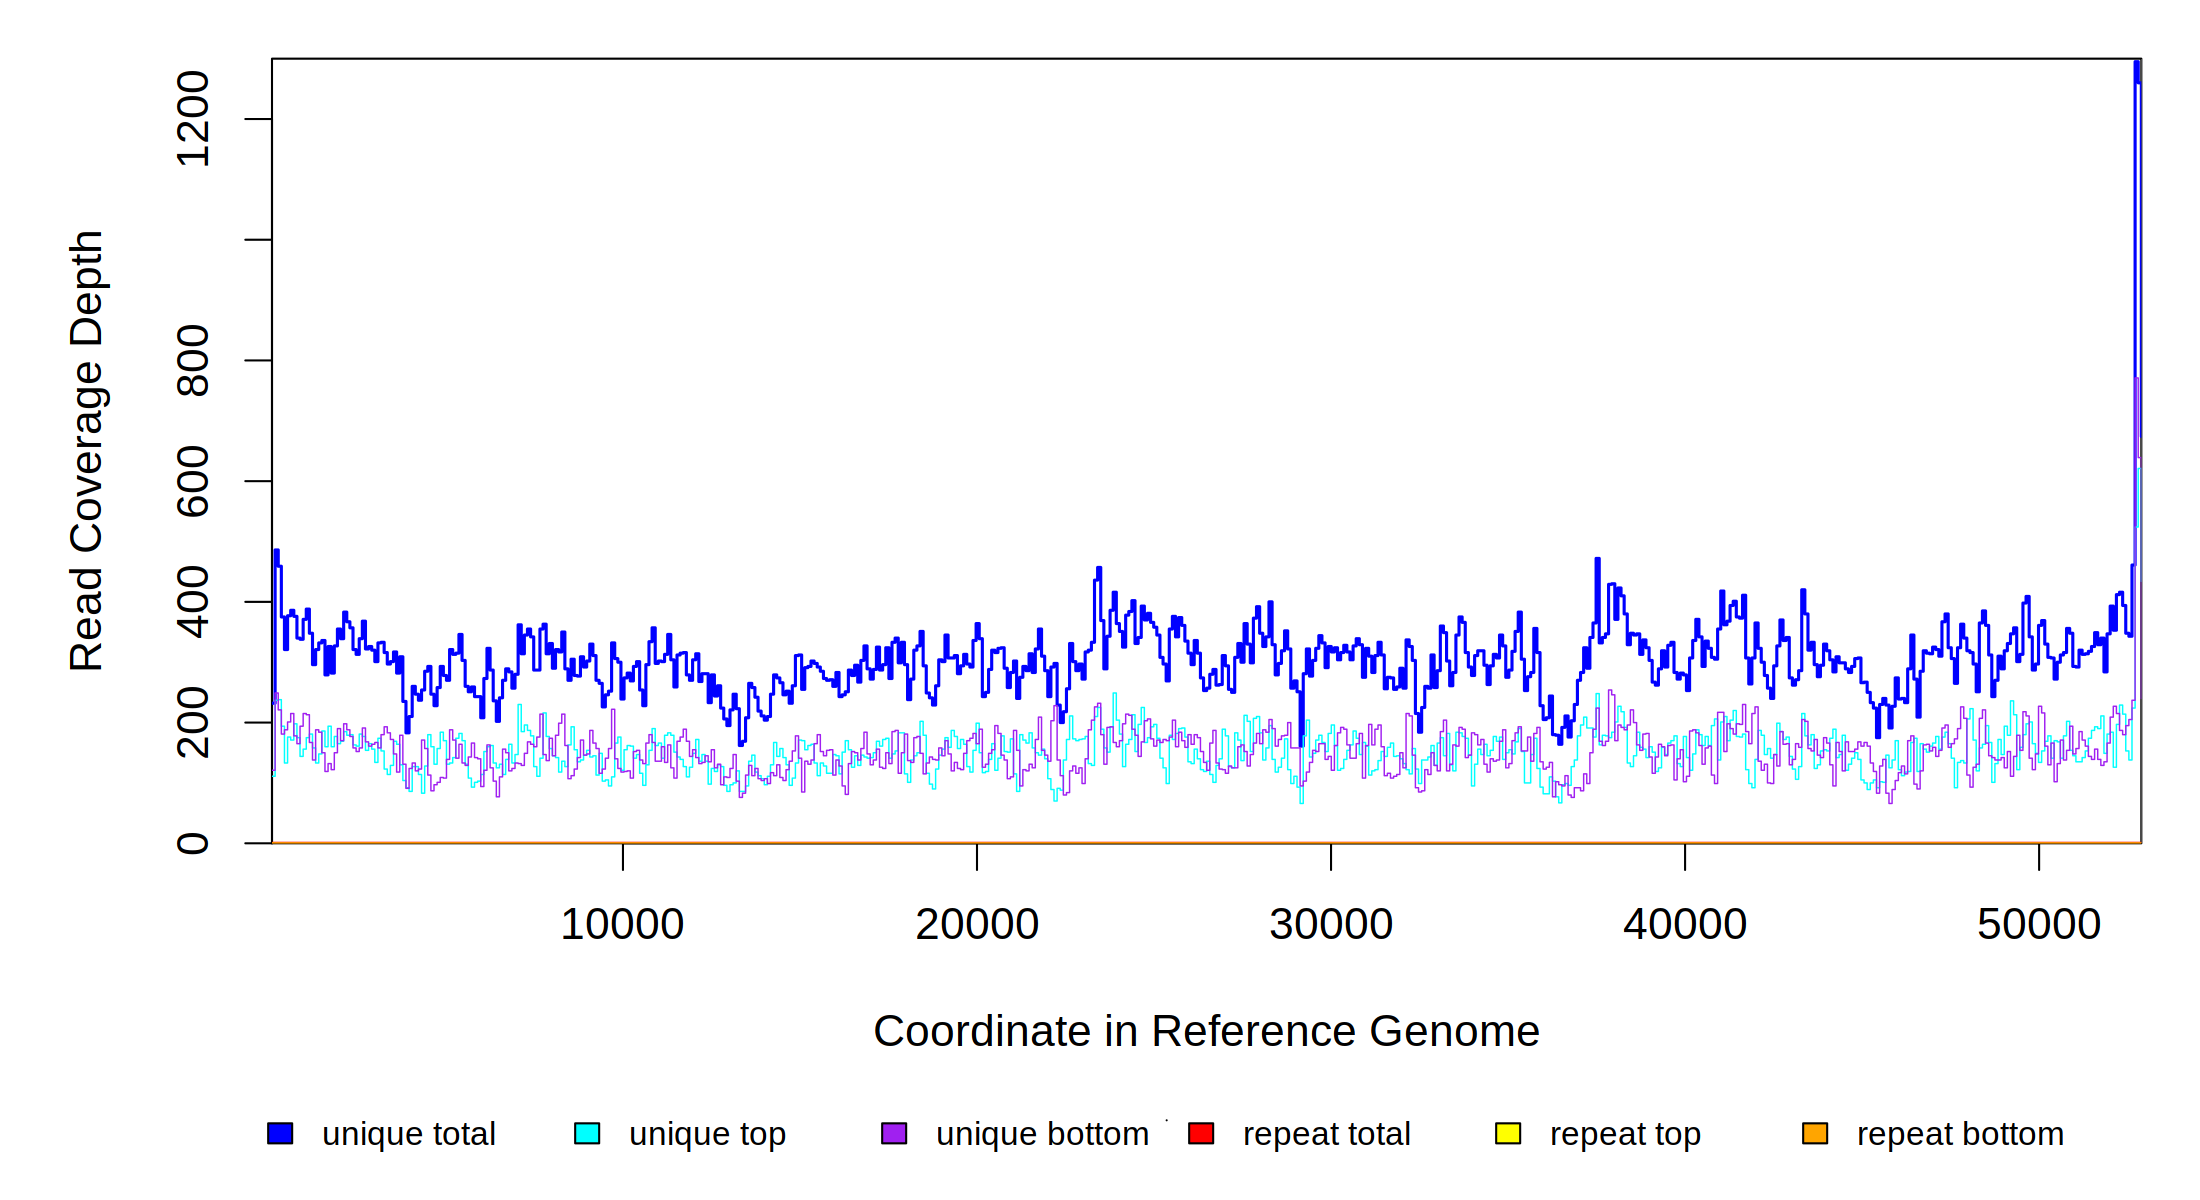 Read Coverage Depth
1200
800
600
400
200
0
10000 20000 30000 40000 50000
Coordinate in Reference Genome
unique total unique top unique bottom repeat total repeat top repeat bottom